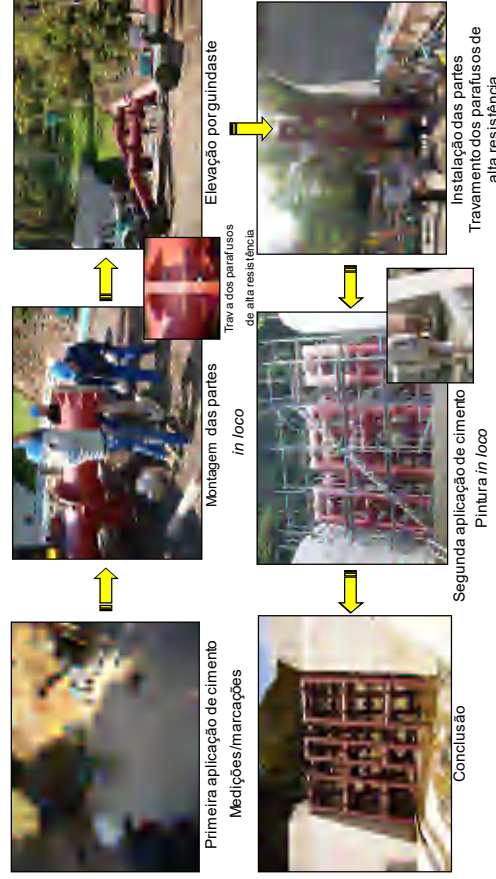 Primeira aplicação de cimento
Medições/marcações
Montagem das partes
in loco
Trava dos parafusos
de alta resistência
Elevação por guindaste
Instalação das partes
Travamento dos parafusos de
alta resistência
Segunda aplicação de cimento
Pintura in loco
Conclusão